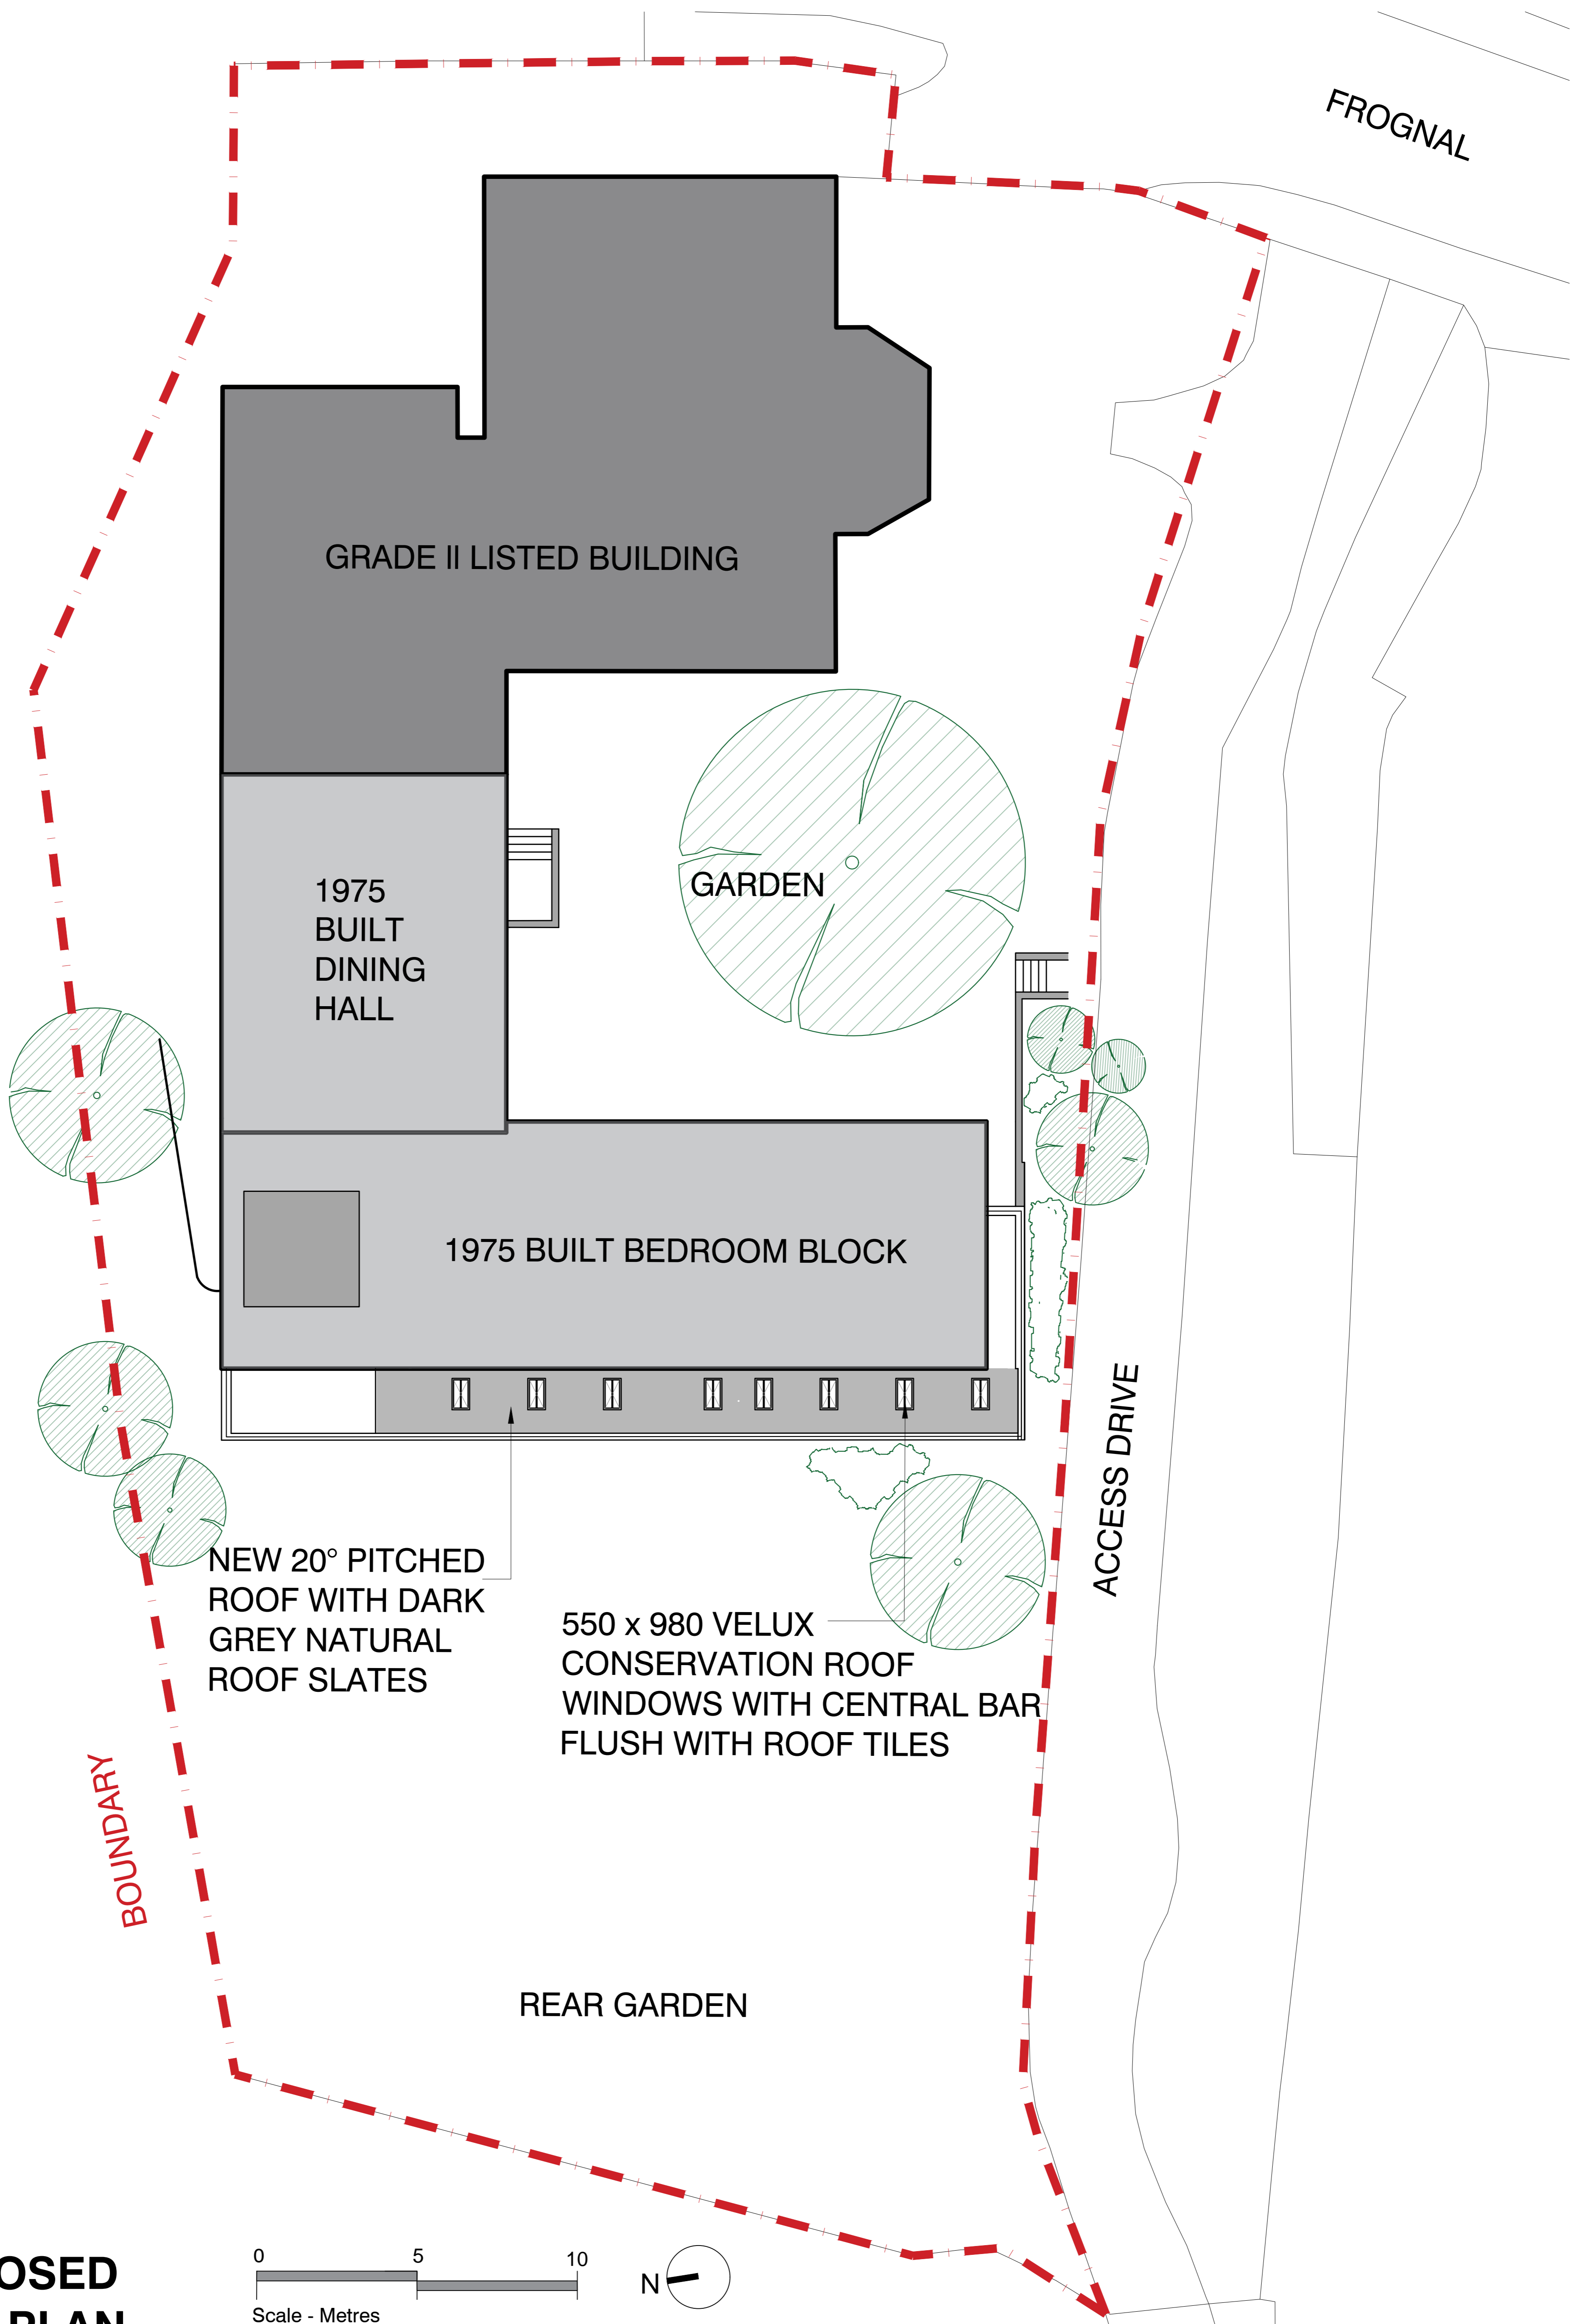 FROGNAL
GRADE II LISTED BUILDING
1975
BUILT
DINING
HALL
GARDEN
1975 BUILT BEDROOM BLOCK
ACCESS DRIVE
NEW 20° PITCHED
ROOF WITH DARK
GREY NATURAL
ROOF SLATES
550 x 980 VELUX
CONSERVATION ROOF
WINDOWS WITH CENTRAL BAR
FLUSH WITH ROOF TILES
BOUNDARY
REAR GARDEN
OSED
PLAN
0 5 10
Scale - Metres
N